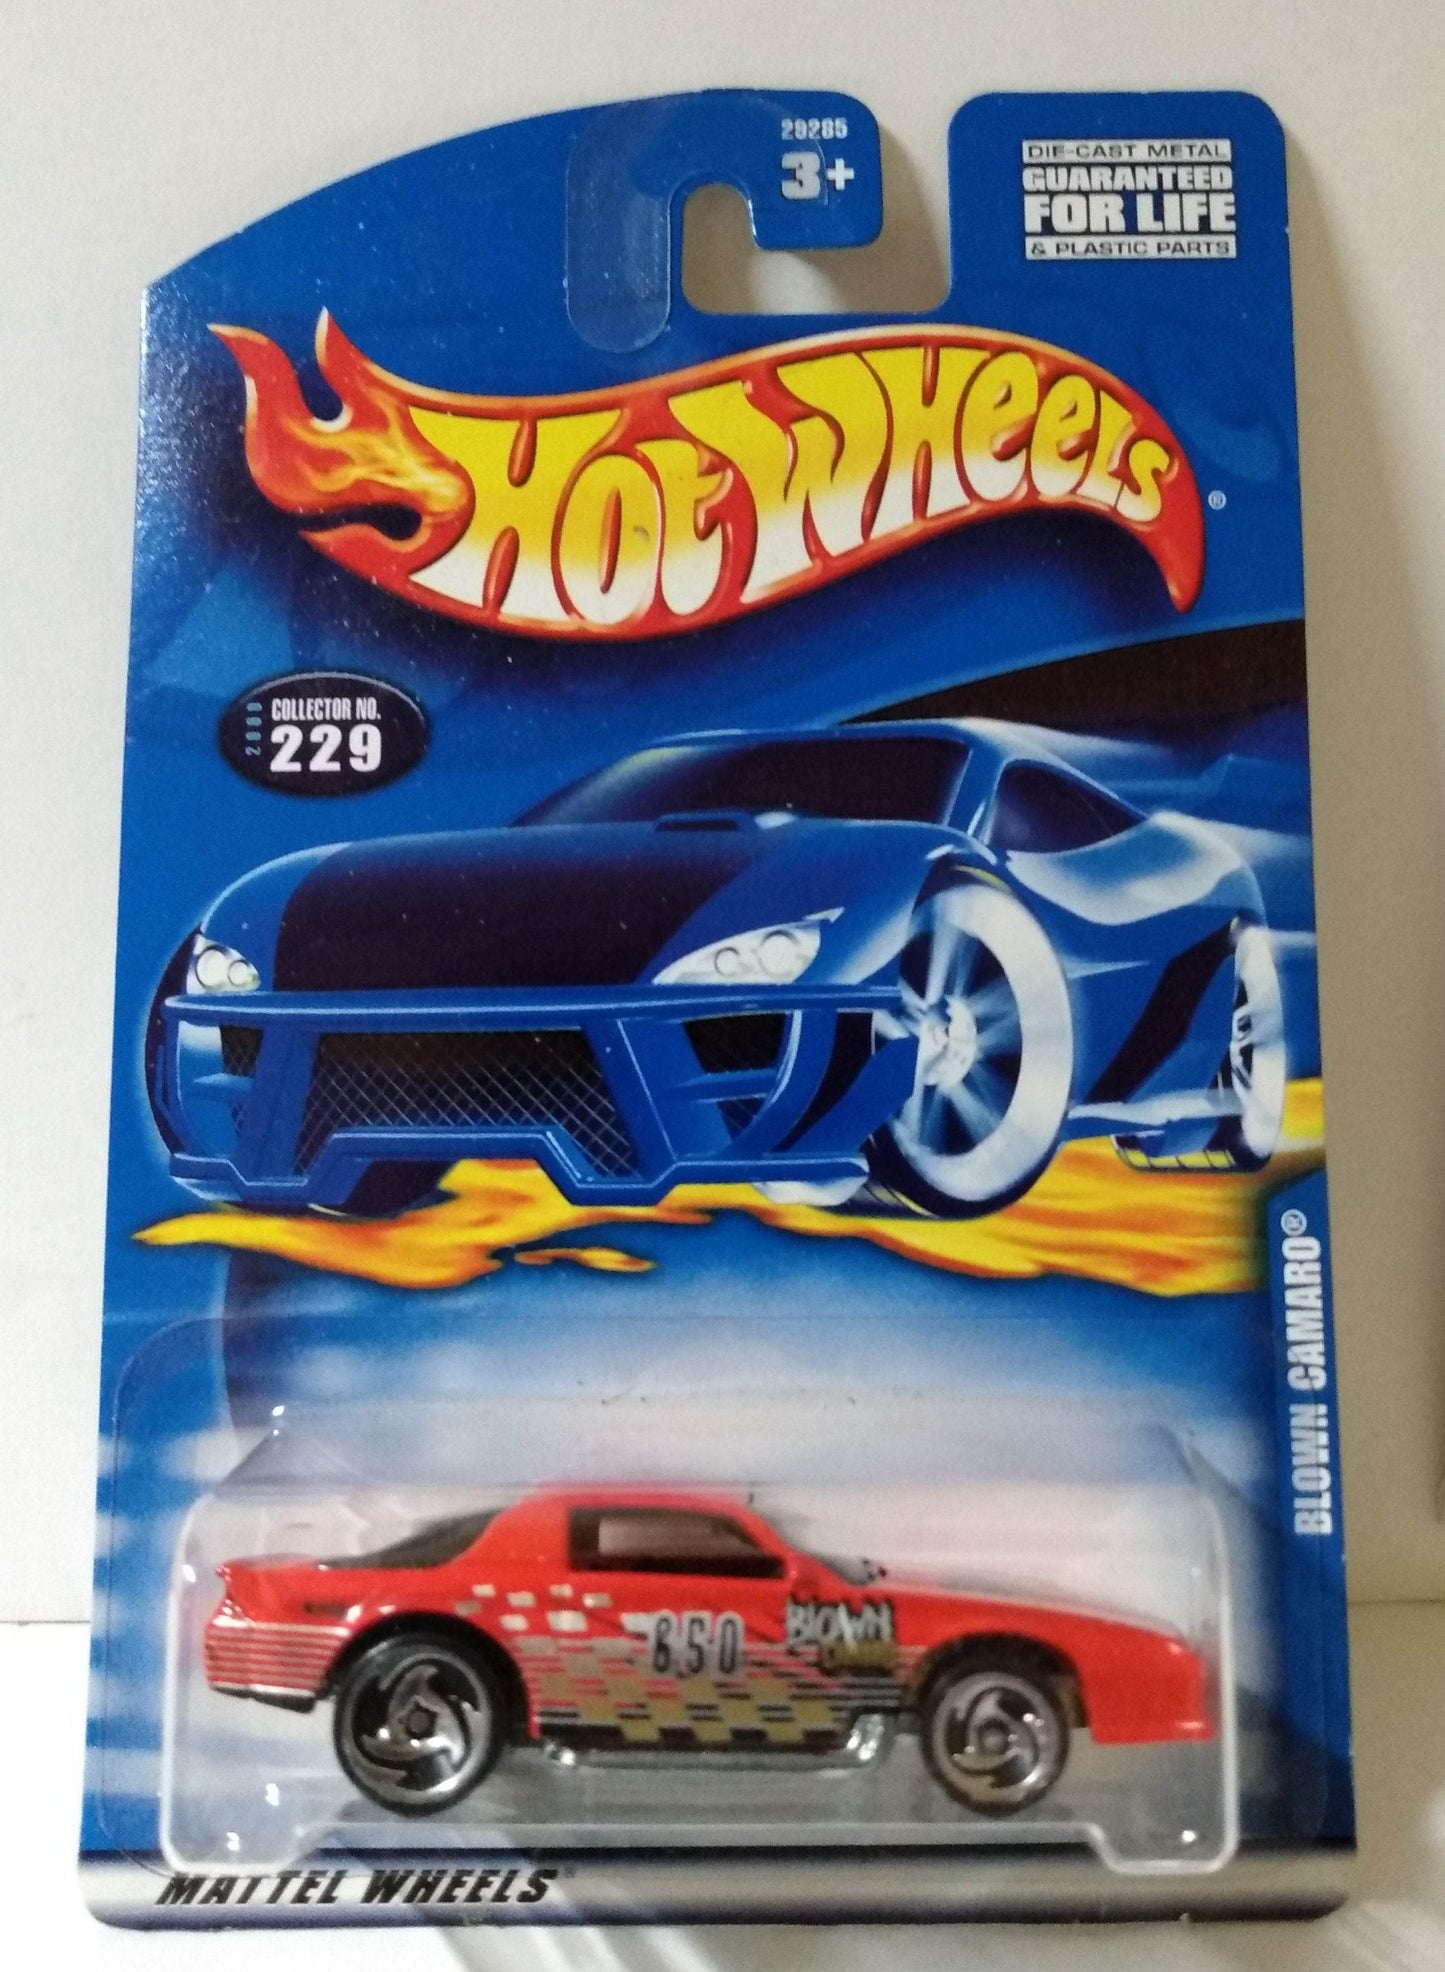 29285
3+
DIE-CAST METAL
GUARANTEED
FOR LIFE
& PLASTIC PARTS
HOT WHEELS®
2000
COLLECTOR NO.
229
BLOWN CAMARO®
650
BLOWN
MATTEL WHEELS